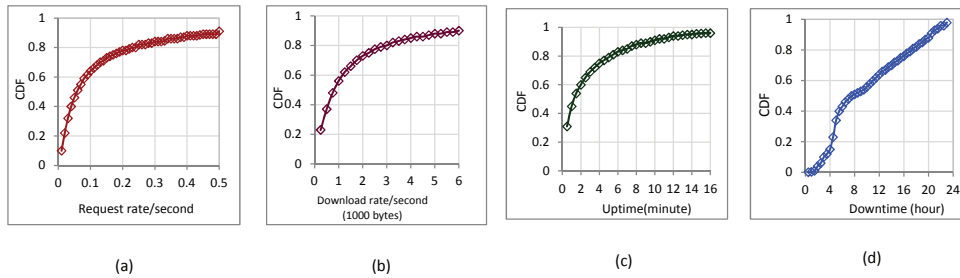 1
0.8
0.6
0.4
0.2
0
CDF
0 0.1 0.2 0.3 0.4 0.5
Request rate/second
(a)
1
0.8
0.6
0.4
0.2
0
CDF
0 1 2 3 4 5 6
Download rate/second
(1000 bytes)
(b)
1
0.8
0.6
0.4
0.2
0
CDF
0 2 4 6 8 10 12 14 16
Uptime(minute)
(c)
1
0.8
0.6
0.4
0.2
0
CDF
0 4 8 12 16 20 24
Downtime(hour)
(d)